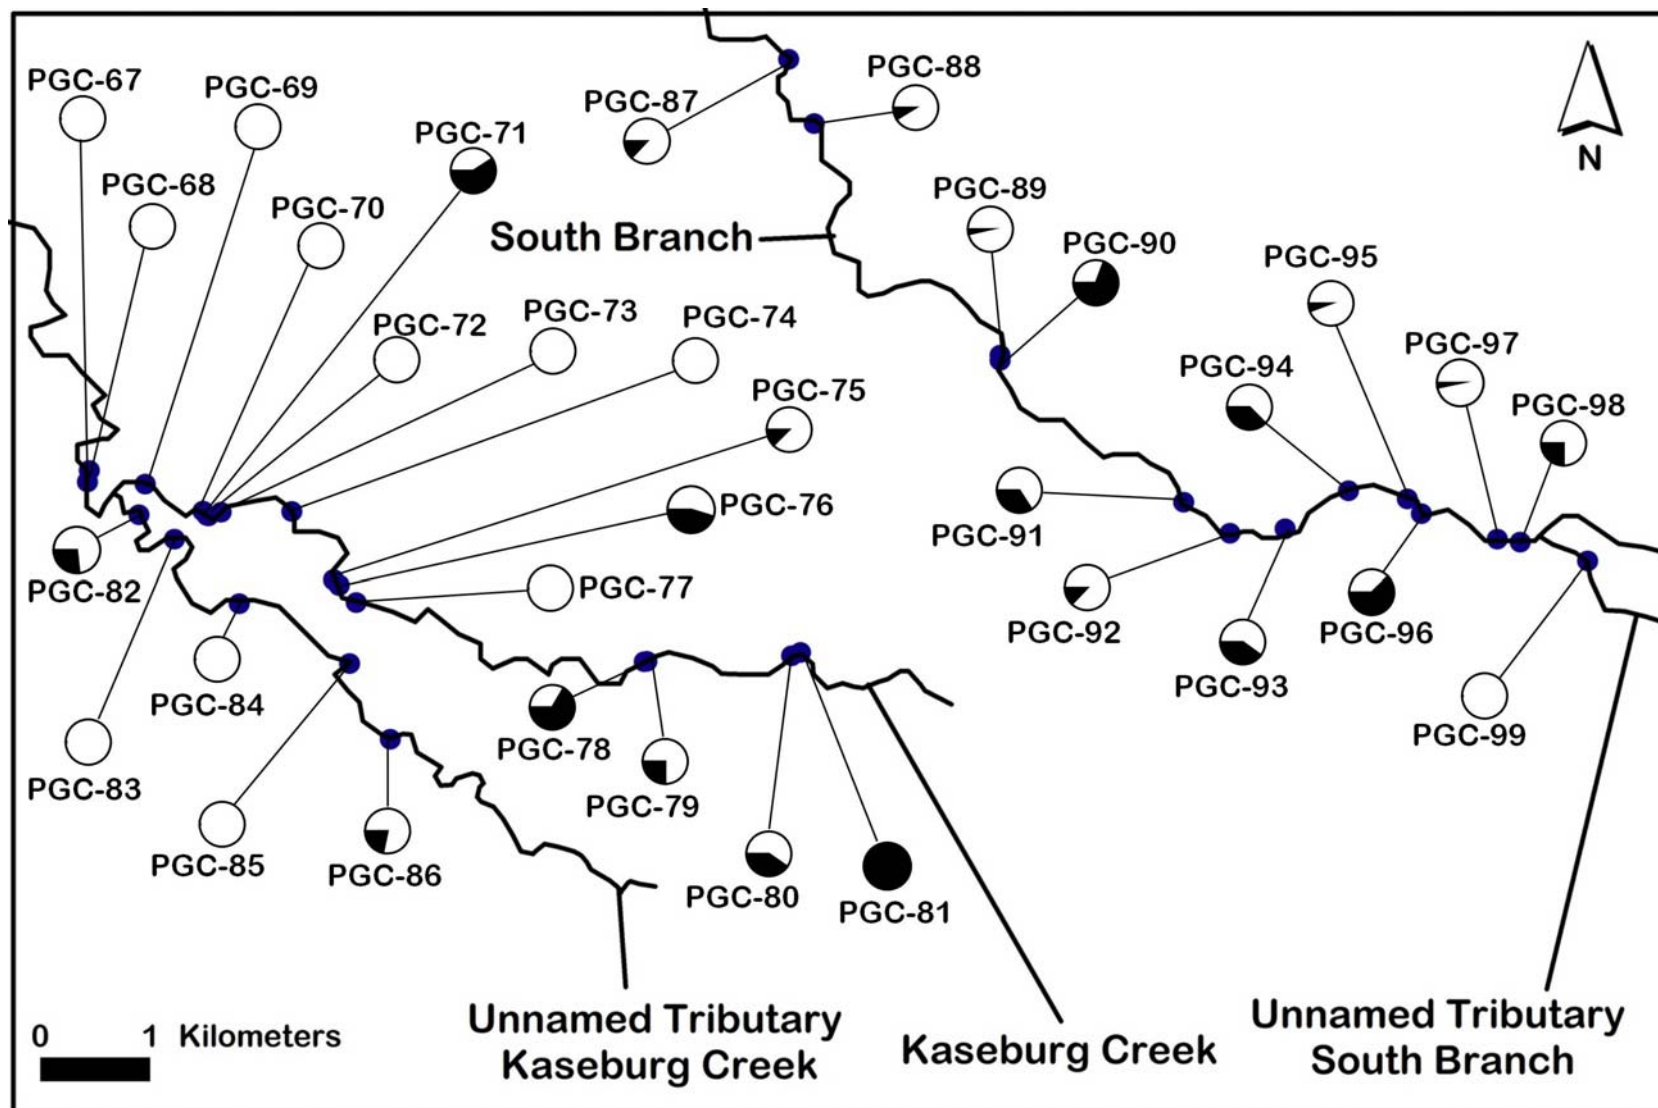 PGC-67
PGC-69
PGC-71
PGC-87
PGC-88
N
PGC-68
PGC-70
South Branch
PGC-89
PGC-90
PGC-95
PGC-72
PGC-73
PGC-74
PGC-75
PGC-94
PGC-97
PGC-98
PGC-76
PGC-91
PGC-82
PGC-77
PGC-92
PGC-96
PGC-93
PGC-84
PGC-99
PGC-78
PGC-83
PGC-79
PGC-85
PGC-86
PGC-80
PGC-81
0 1 Kilometers
Unnamed Tributary
Kaseburg Creek
Kaseburg Creek
Unnamed Tributary
South Branch